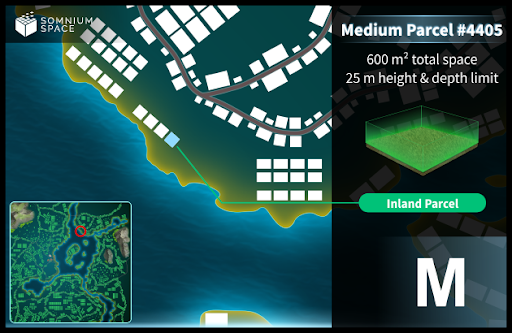 SOMNIUM
SPACE
Medium Parcel #4405
600 m² total space
25 m height & depth limit
Inland Parcel
M